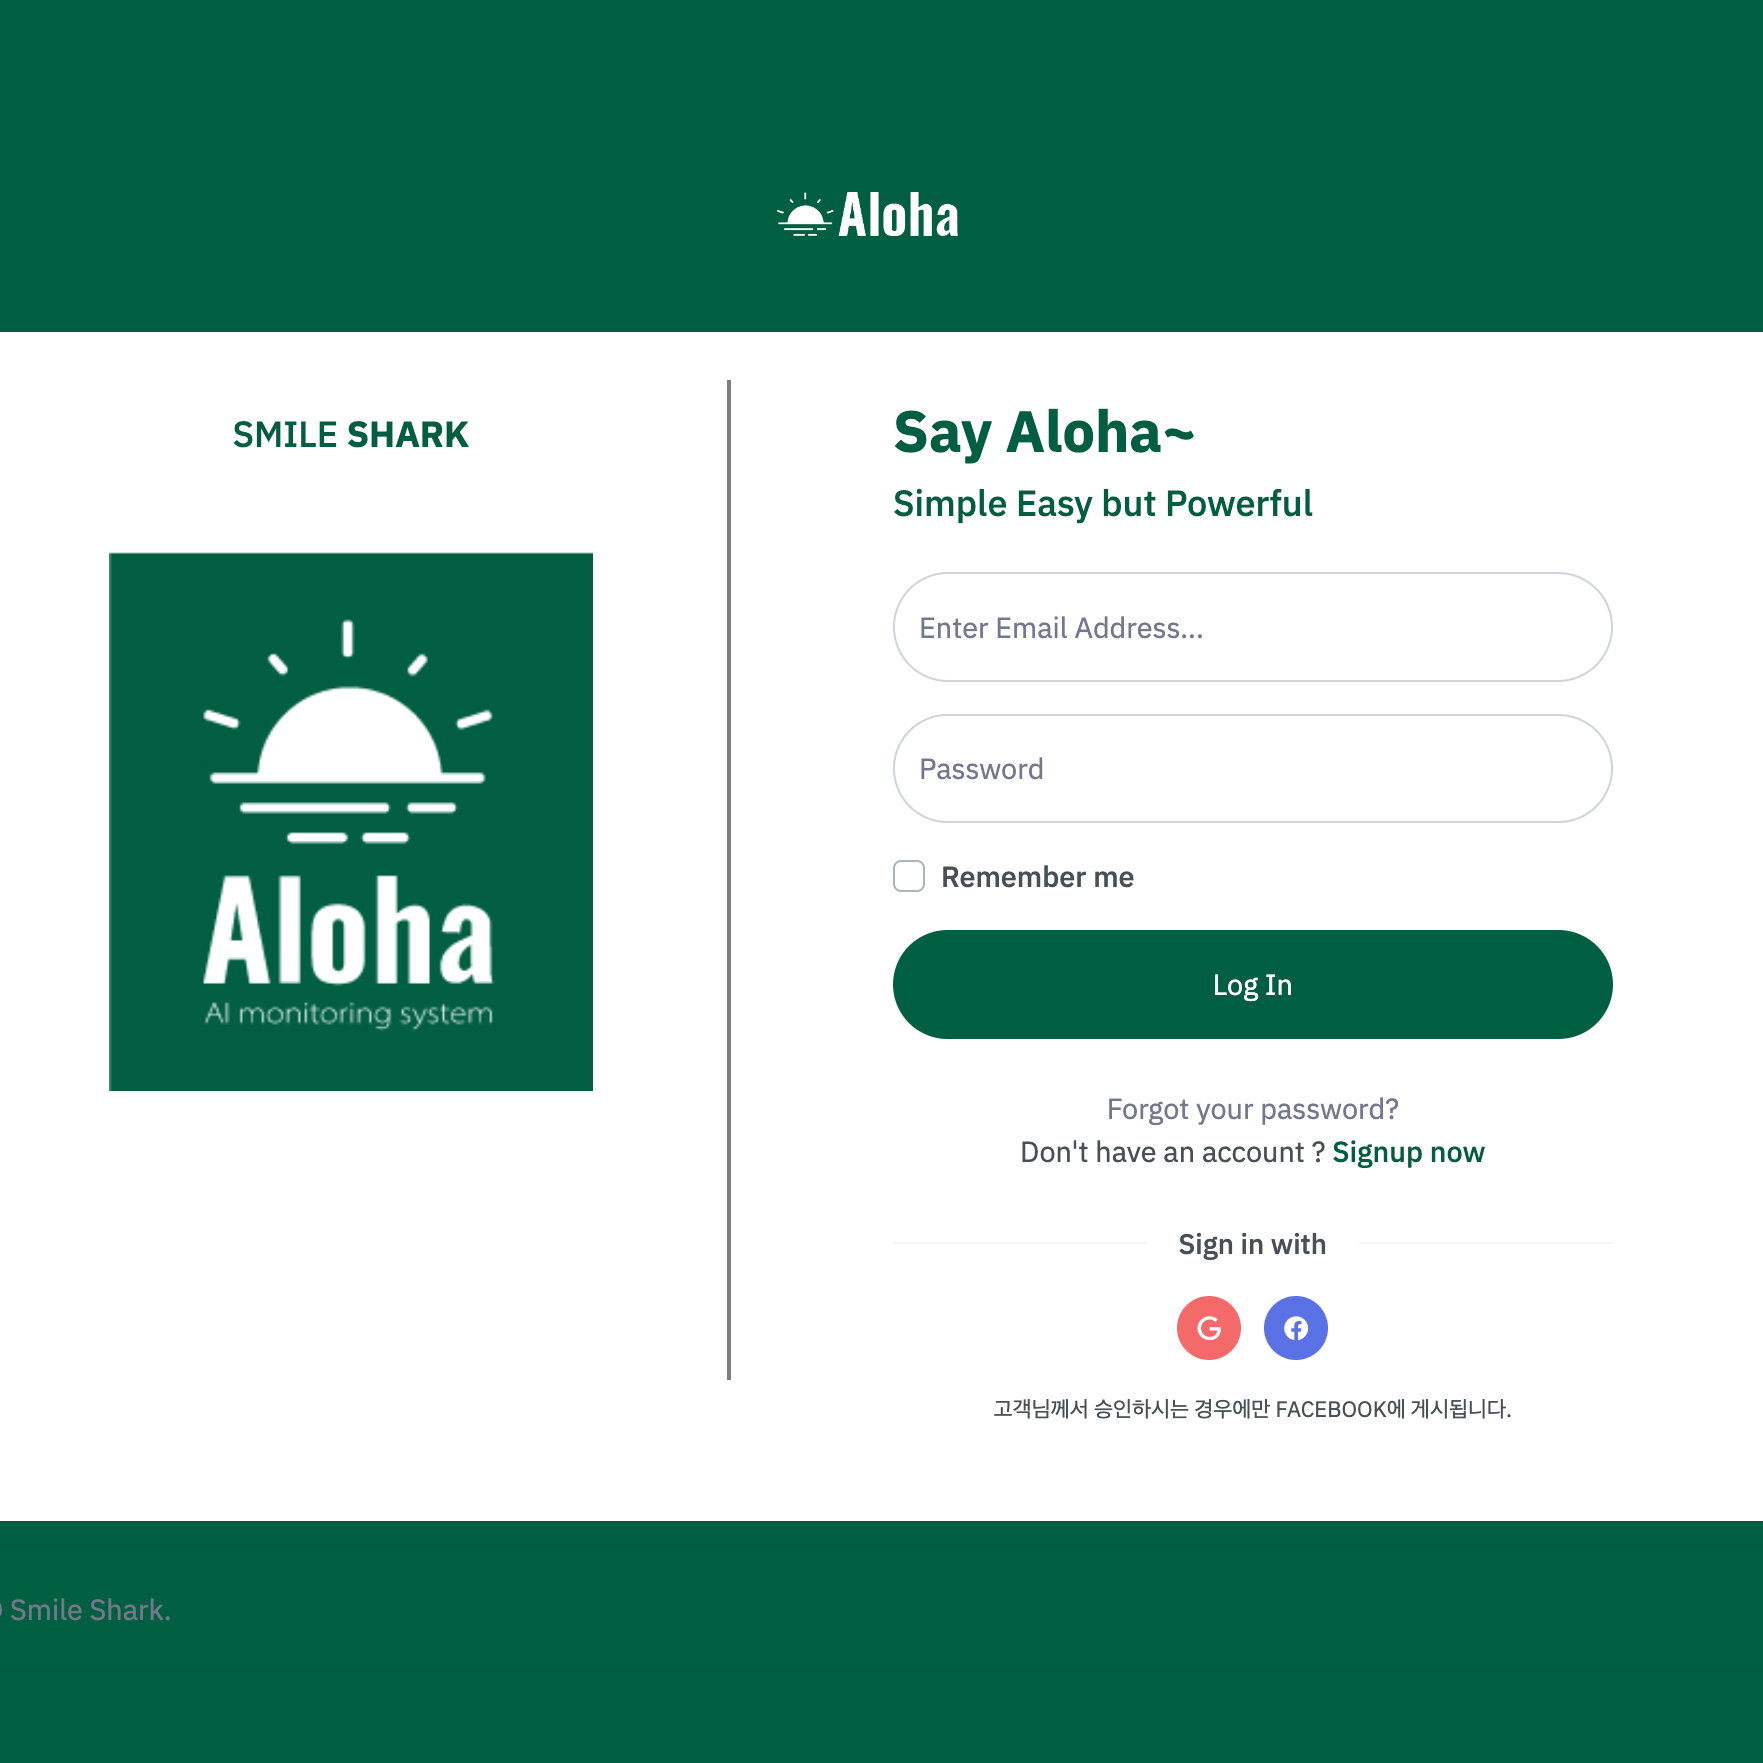 Aloha
SMILE SHARK
Aloha
AI monitoring system
Say Aloha~
Simple Easy but Powerful
Enter Email Address...
Password
Remember me
Log In
Forgot your password?
Don't have an account ? Signup now
Sign in with
고객님께서 승인하시는 경우에만 FACEBOOK에 게시됩니다.
Smile Shark.